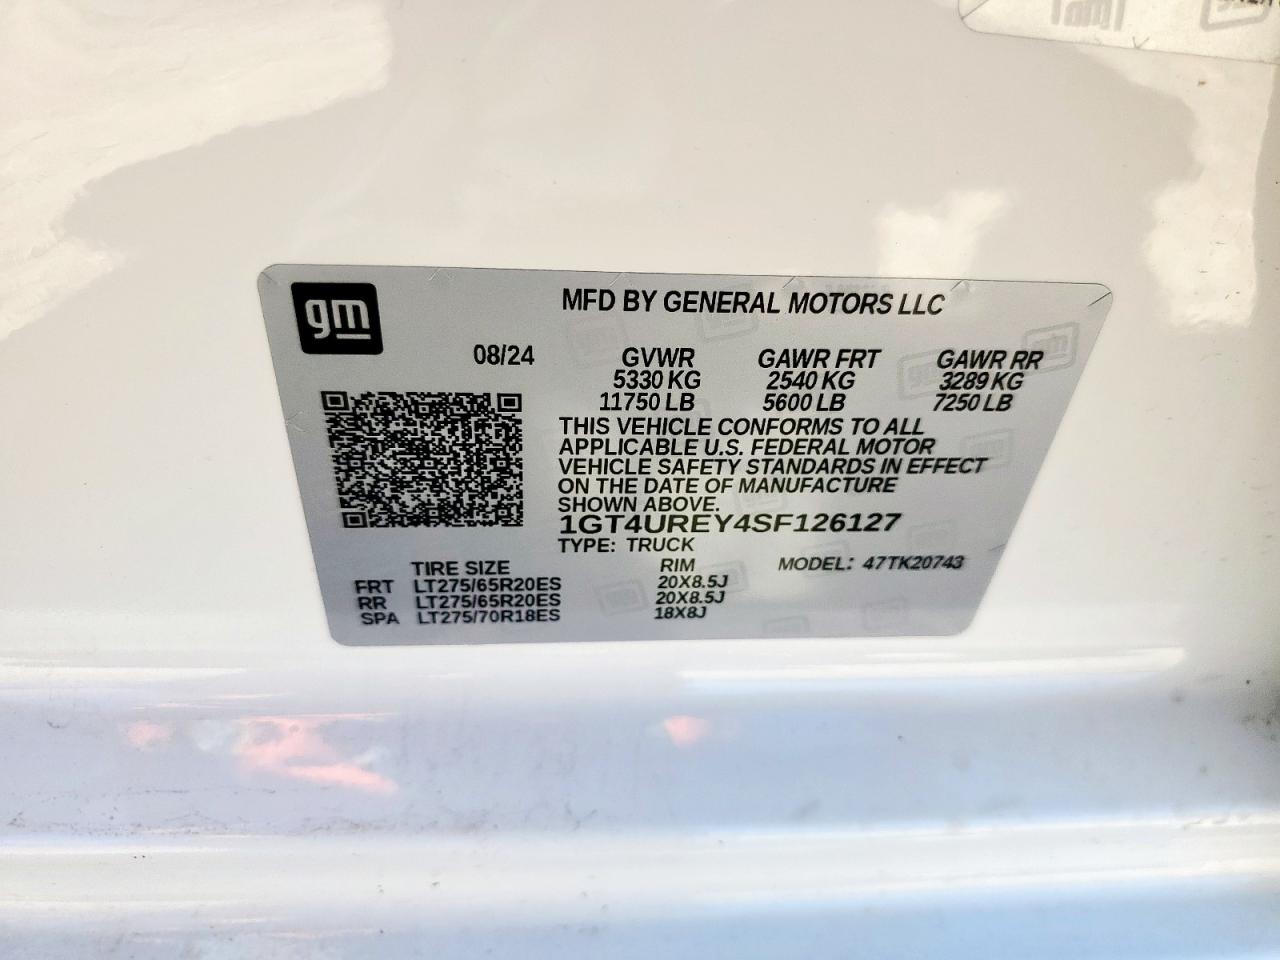 gm
MFD BY GENERAL MOTORS LLC
08/24 GVWR GAWR FRT GAWR RR
5330 KG 2540 KG 3289 KG
11750 LB 5600 LB 7250 LB
THIS VEHICLE CONFORMS TO ALL
APPLICABLE U.S. FEDERAL MOTOR
VEHICLE SAFETY STANDARDS IN EFFECT
ON THE DATE OF MANUFACTURE
SHOWN ABOVE.
1GT4UREY4SF126127
TYPE: TRUCK MODEL: 47TK20743
TIRE SIZE RIM
FRT LT275/65R20ES 20X8.5J
RR LT275/65R20ES 20X8.5J
SPA LT275/70R18ES 18X8J